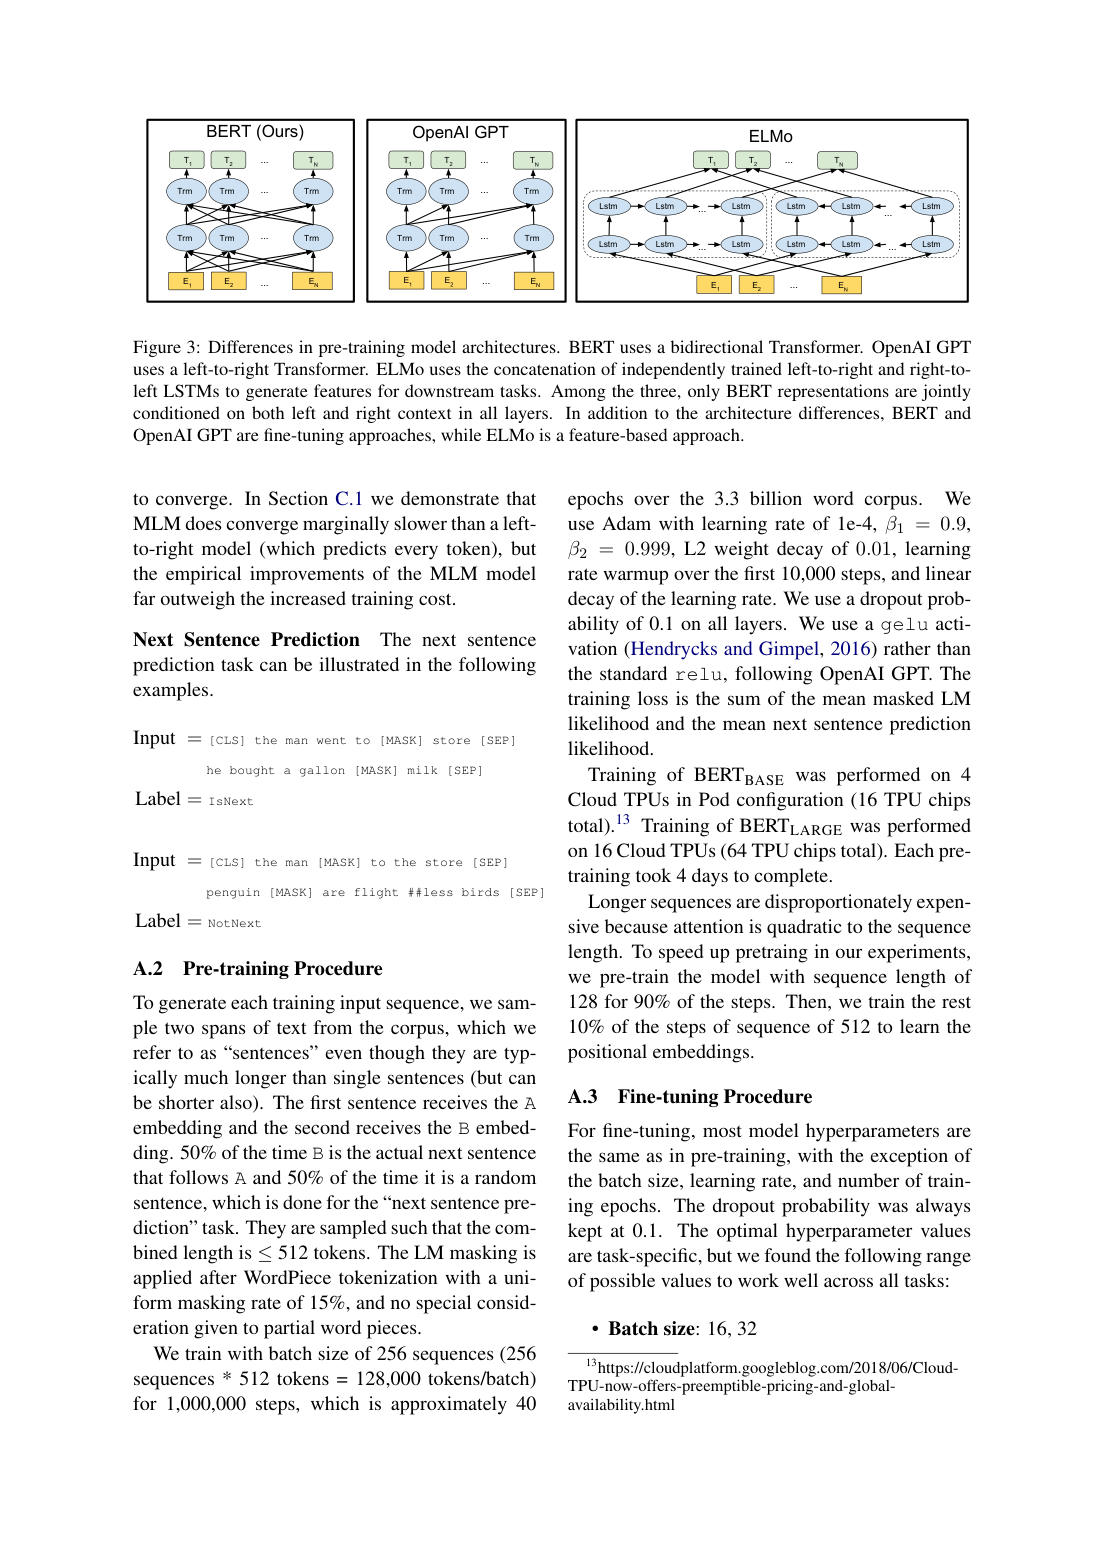 BERT (Ours)
T1 T2 ... TN
Trm Trm ... Trm
Trm Trm ... Trm
E1 E2 ... EN
OpenAI GPT
T1 T2 ... TN
Trm Trm ... Trm
Trm Trm ... Trm
E1 E2 ... EN
ELMo
T1 T2 ... TN
Lstm Lstm ... Lstm Lstm Lstm ... Lstm
Lstm Lstm ... Lstm Lstm Lstm ... Lstm
E1 E2 ... EN
Figure 3: Differences in pre-training model architectures. BERT uses a bidirectional Transformer. OpenAI GPT
uses a left-to-right Transformer. ELMo uses the concatenation of independently trained left-to-right and right-to-
left LSTMs to generate features for downstream tasks. Among the three, only BERT representations are jointly
conditioned on both left and right context in all layers. In addition to the architecture differences, BERT and
OpenAI GPT are fine-tuning approaches, while ELMo is a feature-based approach.
to converge. In Section C.1 we demonstrate that
MLM does converge marginally slower than a left-
to-right model (which predicts every token), but
the empirical improvements of the MLM model
far outweigh the increased training cost.
Next Sentence Prediction The next sentence
prediction task can be illustrated in the following
examples.
Input = [CLS] the man went to [MASK] store [SEP]
he bought a gallon [MASK] milk [SEP]
Label = IsNext
Input = [CLS] the man [MASK] to the store [SEP]
penguin [MASK] are flight ##less birds [SEP]
Label = NotNext
A.2 Pre-training Procedure
To generate each training input sequence, we sam-
ple two spans of text from the corpus, which we
refer to as “sentences” even though they are typ-
ically much longer than single sentences (but can
be shorter also). The first sentence receives the A
embedding and the second receives the B embed-
ding. 50% of the time B is the actual next sentence
that follows A and 50% of the time it is a random
sentence, which is done for the “next sentence pre-
diction” task. They are sampled such that the com-
bined length is ≤ 512 tokens. The LM masking is
applied after WordPiece tokenization with a uni-
form masking rate of 15%, and no special consid-
eration given to partial word pieces.
We train with batch size of 256 sequences (256
sequences * 512 tokens = 128,000 tokens/batch)
for 1,000,000 steps, which is approximately 40
epochs over the 3.3 billion word corpus. We
use Adam with learning rate of 1e-4, β1 = 0.9,
β2 = 0.999, L2 weight decay of 0.01, learning
rate warmup over the first 10,000 steps, and linear
decay of the learning rate. We use a dropout prob-
ability of 0.1 on all layers. We use a gelu acti-
vation (Hendrycks and Gimpel, 2016) rather than
the standard relu, following OpenAI GPT. The
training loss is the sum of the mean masked LM
likelihood and the mean next sentence prediction
likelihood.
Training of BERTBASE was performed on 4
Cloud TPUs in Pod configuration (16 TPU chips
total).13 Training of BERTLARGE was performed
on 16 Cloud TPUs (64 TPU chips total). Each pre-
training took 4 days to complete.
Longer sequences are disproportionately expen-
sive because attention is quadratic to the sequence
length. To speed up pretraing in our experiments,
we pre-train the model with sequence length of
128 for 90% of the steps. Then, we train the rest
10% of the steps of sequence of 512 to learn the
positional embeddings.
A.3 Fine-tuning Procedure
For fine-tuning, most model hyperparameters are
the same as in pre-training, with the exception of
the batch size, learning rate, and number of train-
ing epochs. The dropout probability was always
kept at 0.1. The optimal hyperparameter values
are task-specific, but we found the following range
of possible values to work well across all tasks:
• Batch size: 16, 32
13https://cloudplatform.googleblog.com/2018/06/Cloud-
TPU-now-offers-preemptible-pricing-and-global-
availability.html